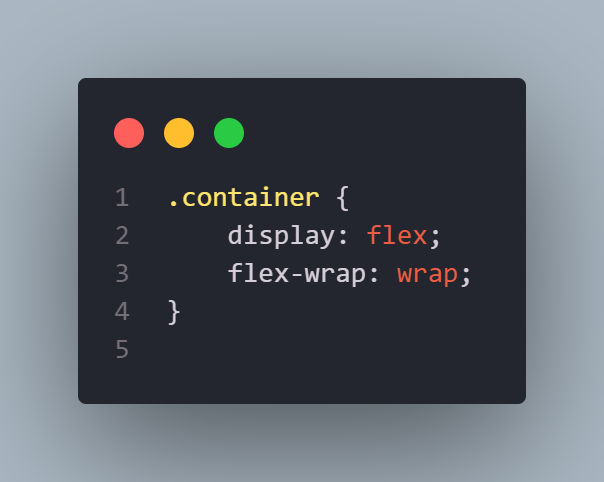 1 .container {
2     display: flex;
3     flex-wrap: wrap;
4 }
5